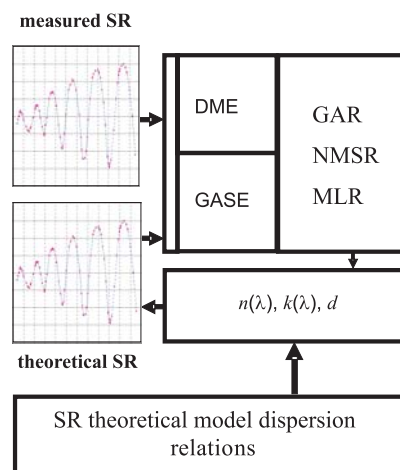 measured SR
DME
GASE
GAR
NMSR
MLR
n(λ), k(λ), d
theoretical SR
SR theoretical model dispersion
relations